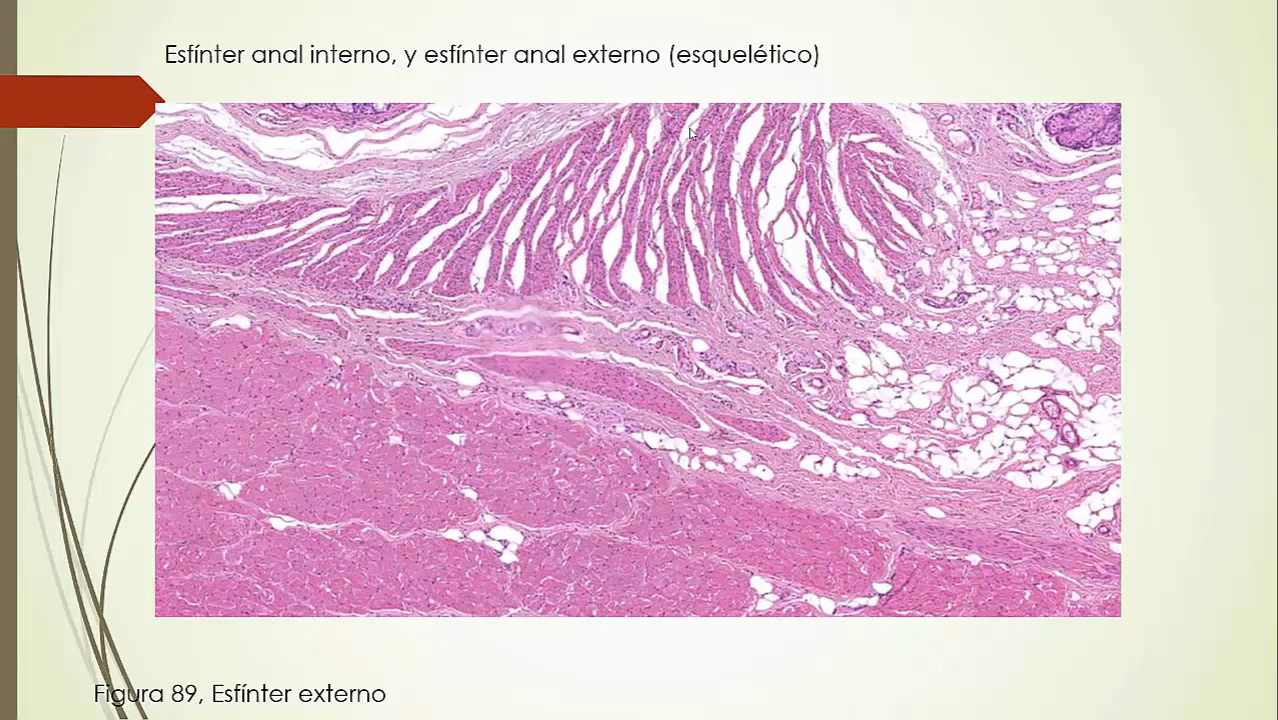 Esfínter anal interno, y esfínter anal externo (esquelético)
Figura 89, Esfínter externo